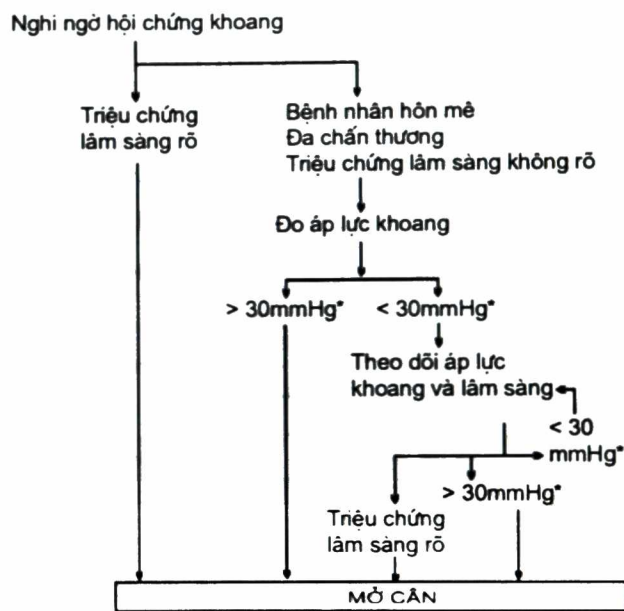 Nghi ngờ hội chứng khoang
Triệu chứng
lâm sàng rõ
Bệnh nhân hôn mê
Đa chấn thương
Triệu chứng lâm sàng không rõ
Đo áp lực khoang
> 30mmHg*
< 30mmHg*
Theo dõi áp lực
khoang và lâm sàng
< 30
mmHg*
> 30mmHg*
Triệu chứng
lâm sàng rõ
MỞ CÂN